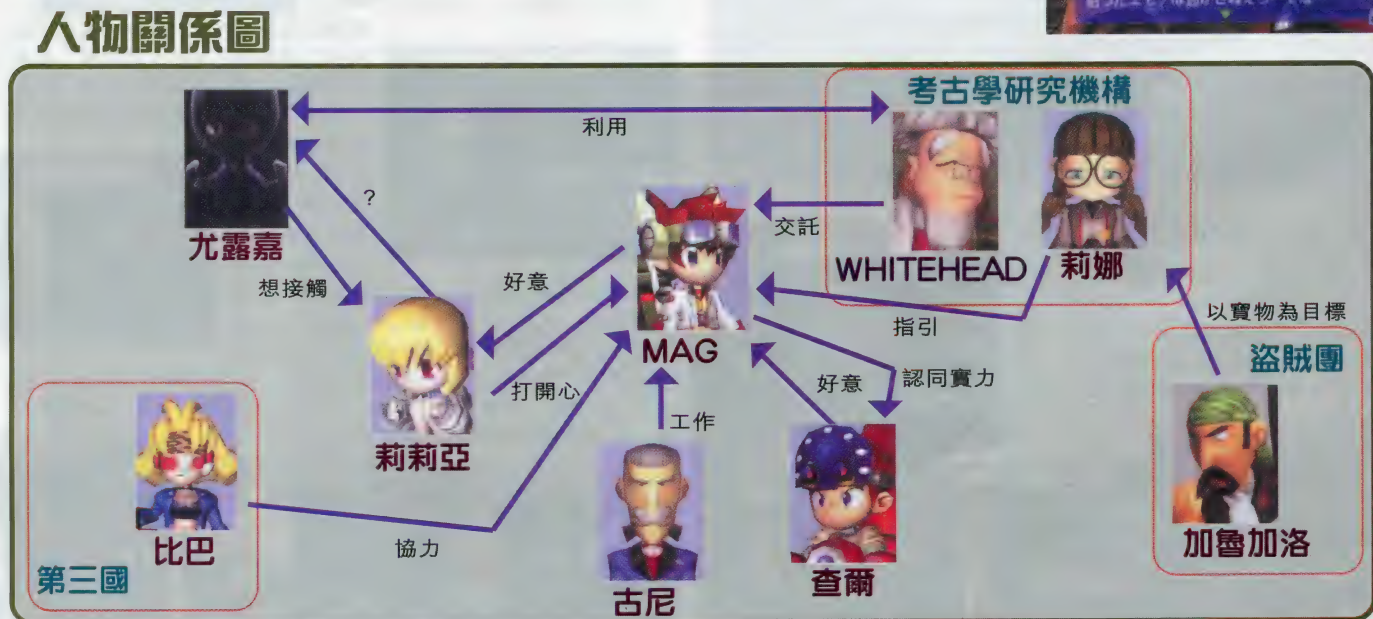 人物關係圖
考古學研究機構
利用
?
交託
尤露嘉
WHITEHEAD
莉娜
想接觸
好意
指引
以寶物為目標
MAG
盜賊團
打開心
好意
認同實力
工作
莉莉亞
比巴
協力
加魯加洛
第三國
古尼
查爾